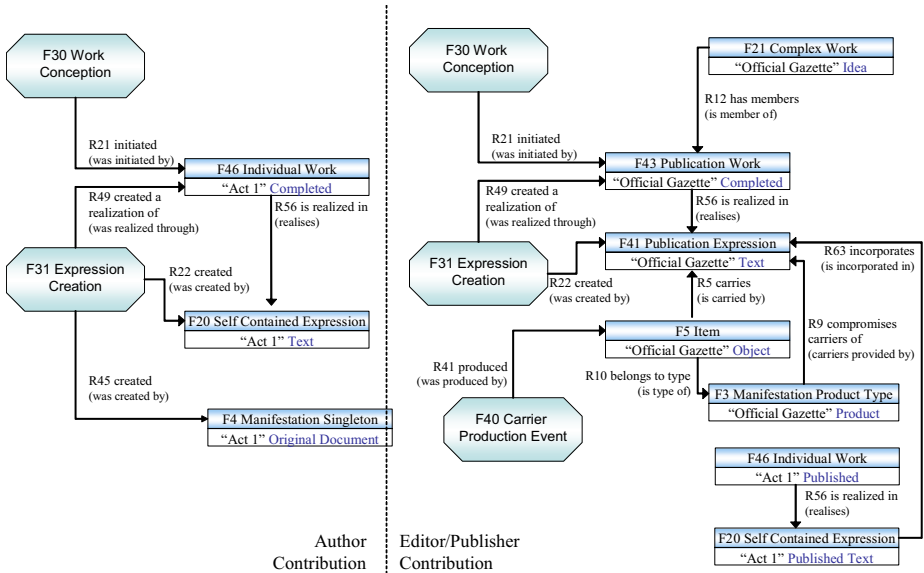 F30 Work
Conception
R21 initiated
(was initiated by)
F46 Individual Work
“Act 1” Completed
R49 created a
realization of
(was realized through)
R56 is realized in
(realises)
F31 Expression
Creation
R22 created
(was created by)
F20 Self Contained Expression
“Act 1” Text
R45 created
(was created by)
F4 Manifestation Singleton
“Act 1” Original Document
Author
Contribution
F30 Work
Conception
F21 Complex Work
“Official Gazette” Idea
R12 has members
(is member of)
R21 initiated
(was initiated by)
F43 Publication Work
“Official Gazette” Completed
R49 created a
realization of
(was realized through)
R56 is realized in
(realises)
F41 Publication Expression
“Official Gazette” Text
R63 incorporates
(is incorporated in)
F31 Expression
Creation
R22 created
(was created by)
R5 carries
(is carried by)
F5 Item
“Official Gazette” Object
R9 compromises
carriers of
(carriers provided by)
R41 produced
(was produced by)
R10 belongs to type
(is type of)
F3 Manifestation Product Type
“Official Gazette” Product
F40 Carrier
Production Event
F46 Individual Work
“Act 1” Published
R56 is realized in
(realises)
F20 Self Contained Expression
“Act 1” Published Text
Editor/Publisher
Contribution